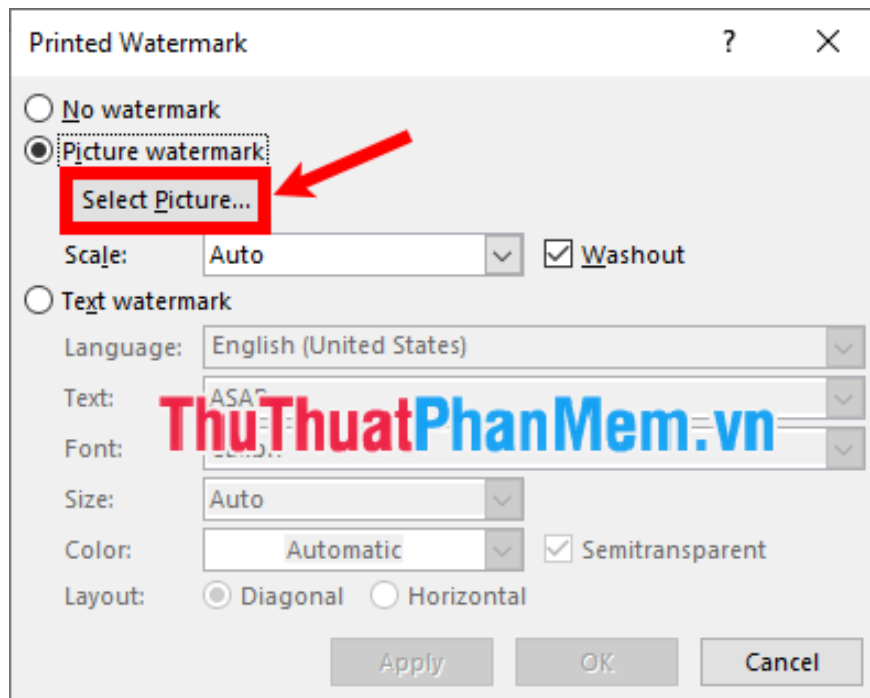 Printed Watermark ? ×
No watermark
Picture watermark
Select Picture...
Scale: Auto Washout
Text watermark
Language: English (United States)
Text: ASAP
ThuThuatPhanMem.vn
Font:
Size: Auto
Color: Automatic Semitransparent
Layout: Diagonal Horizontal
Apply OK Cancel